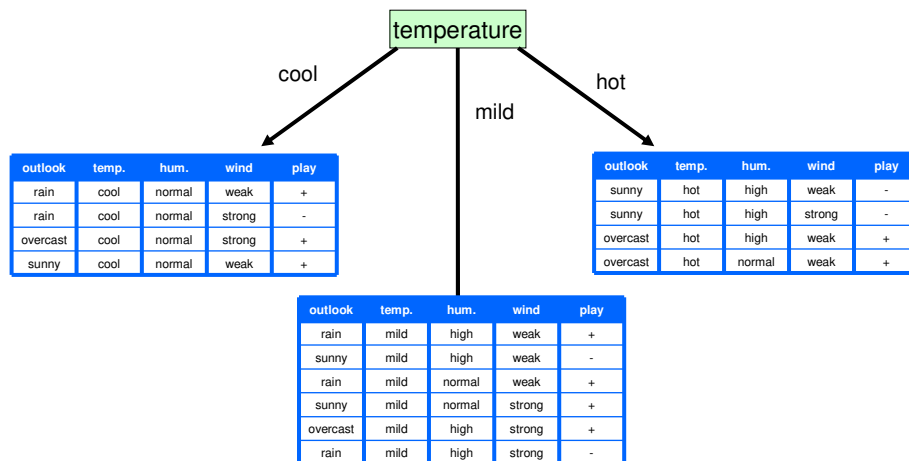 temperature
cool
mild
hot
outlook temp. hum. wind play
rain cool normal weak +
rain cool normal strong -
overcast cool normal strong +
sunny cool normal weak +
outlook temp. hum. wind play
sunny hot high weak -
sunny hot high strong -
overcast hot high weak +
overcast hot normal weak +
outlook temp. hum. wind play
rain mild high weak +
sunny mild high weak -
rain mild normal weak +
sunny mild normal strong +
overcast mild high strong +
rain mild high strong -